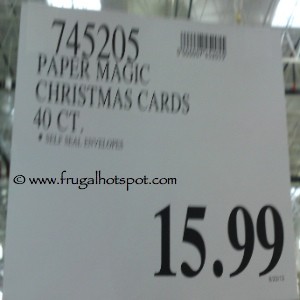 745205
PAPER MAGIC
CHRISTMAS CARDS
40 CT.
* SELF SEAL ENVELOPES
© www.frugalhotspot.com
15.99